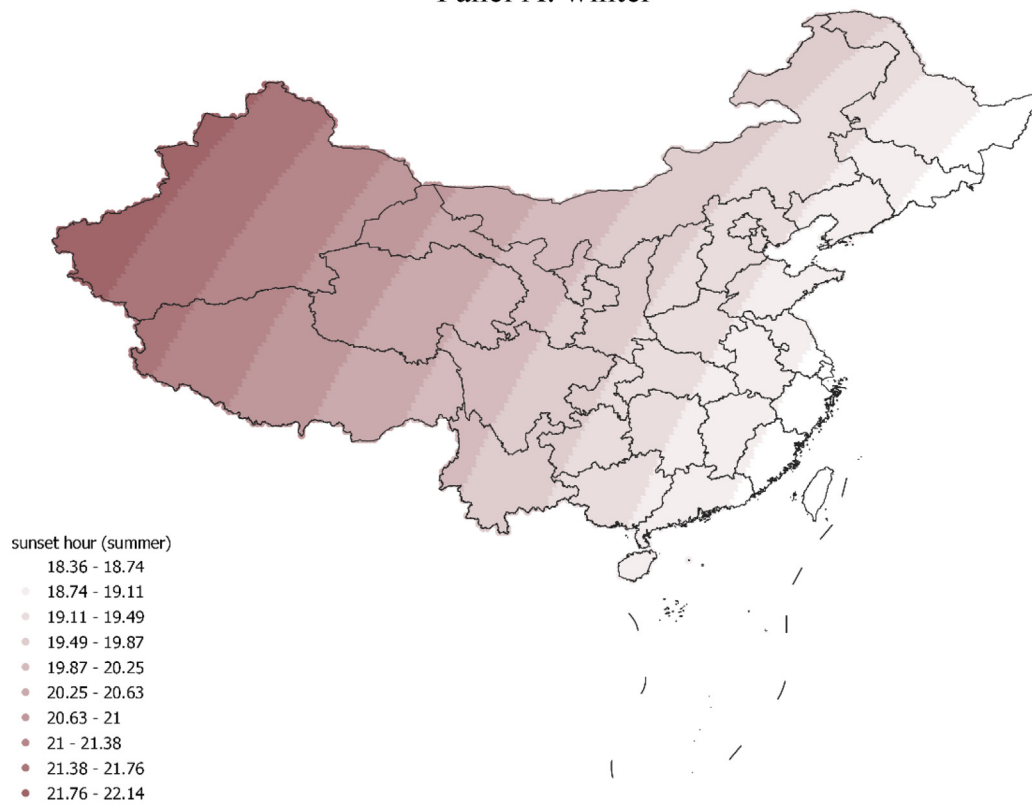 Panel A: Winter
sunset hour (summer)
18.36 - 18.74
18.74 - 19.11
19.11 - 19.49
19.49 - 19.87
19.87 - 20.25
20.25 - 20.63
20.63 - 21
21 - 21.38
21.38 - 21.76
21.76 - 22.14